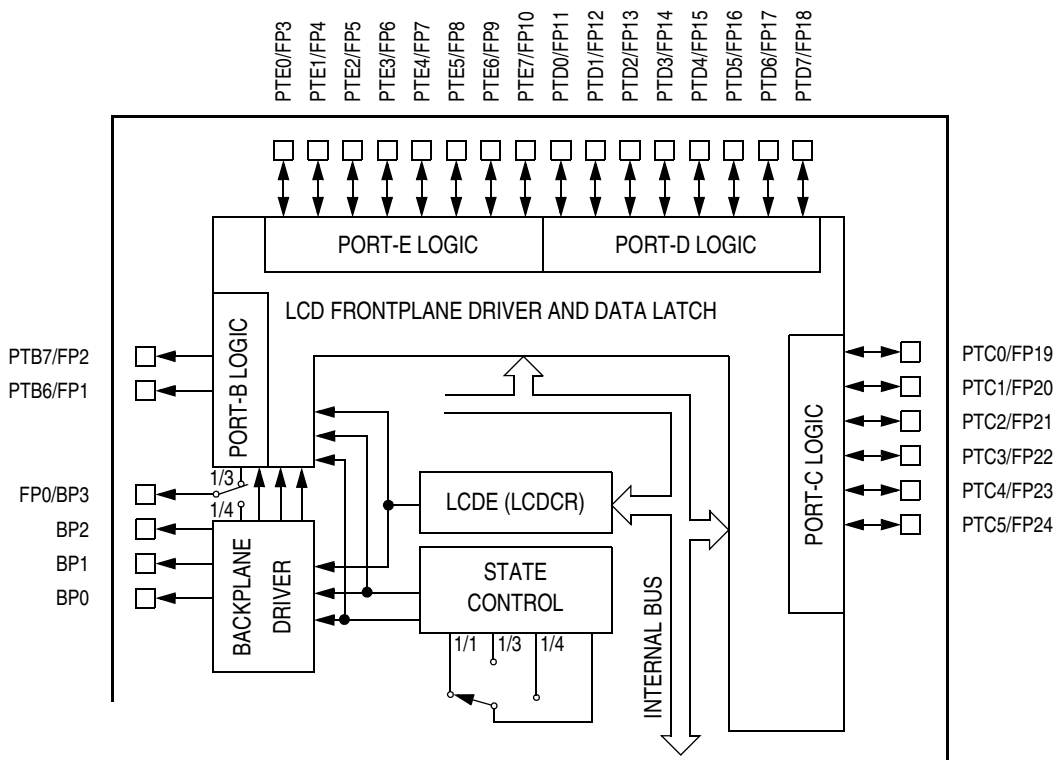 PTE0/FP3
PTE1/FP4
PTE2/FP5
PTE3/FP6
PTE4/FP7
PTE5/FP8
PTE6/FP9
PTE7/FP10
PTD0/FP11
PTD1/FP12
PTD2/FP13
PTD3/FP14
PTD4/FP15
PTD5/FP16
PTD6/FP17
PTD7/FP18
PORT-E LOGIC
PORT-D LOGIC
LCD FRONTPLANE DRIVER AND DATA LATCH
PORT-B LOGIC
PTB7/FP2
PTB6/FP1
FP0/BP3
BP2
BP1
BP0
1/3
1/4
BACKPLANE
DRIVER
LCDE (LCDCR)
STATE
CONTROL
1/1
1/3
1/4
INTERNAL BUS
PORT-C LOGIC
PTC0/FP19
PTC1/FP20
PTC2/FP21
PTC3/FP22
PTC4/FP23
PTC5/FP24